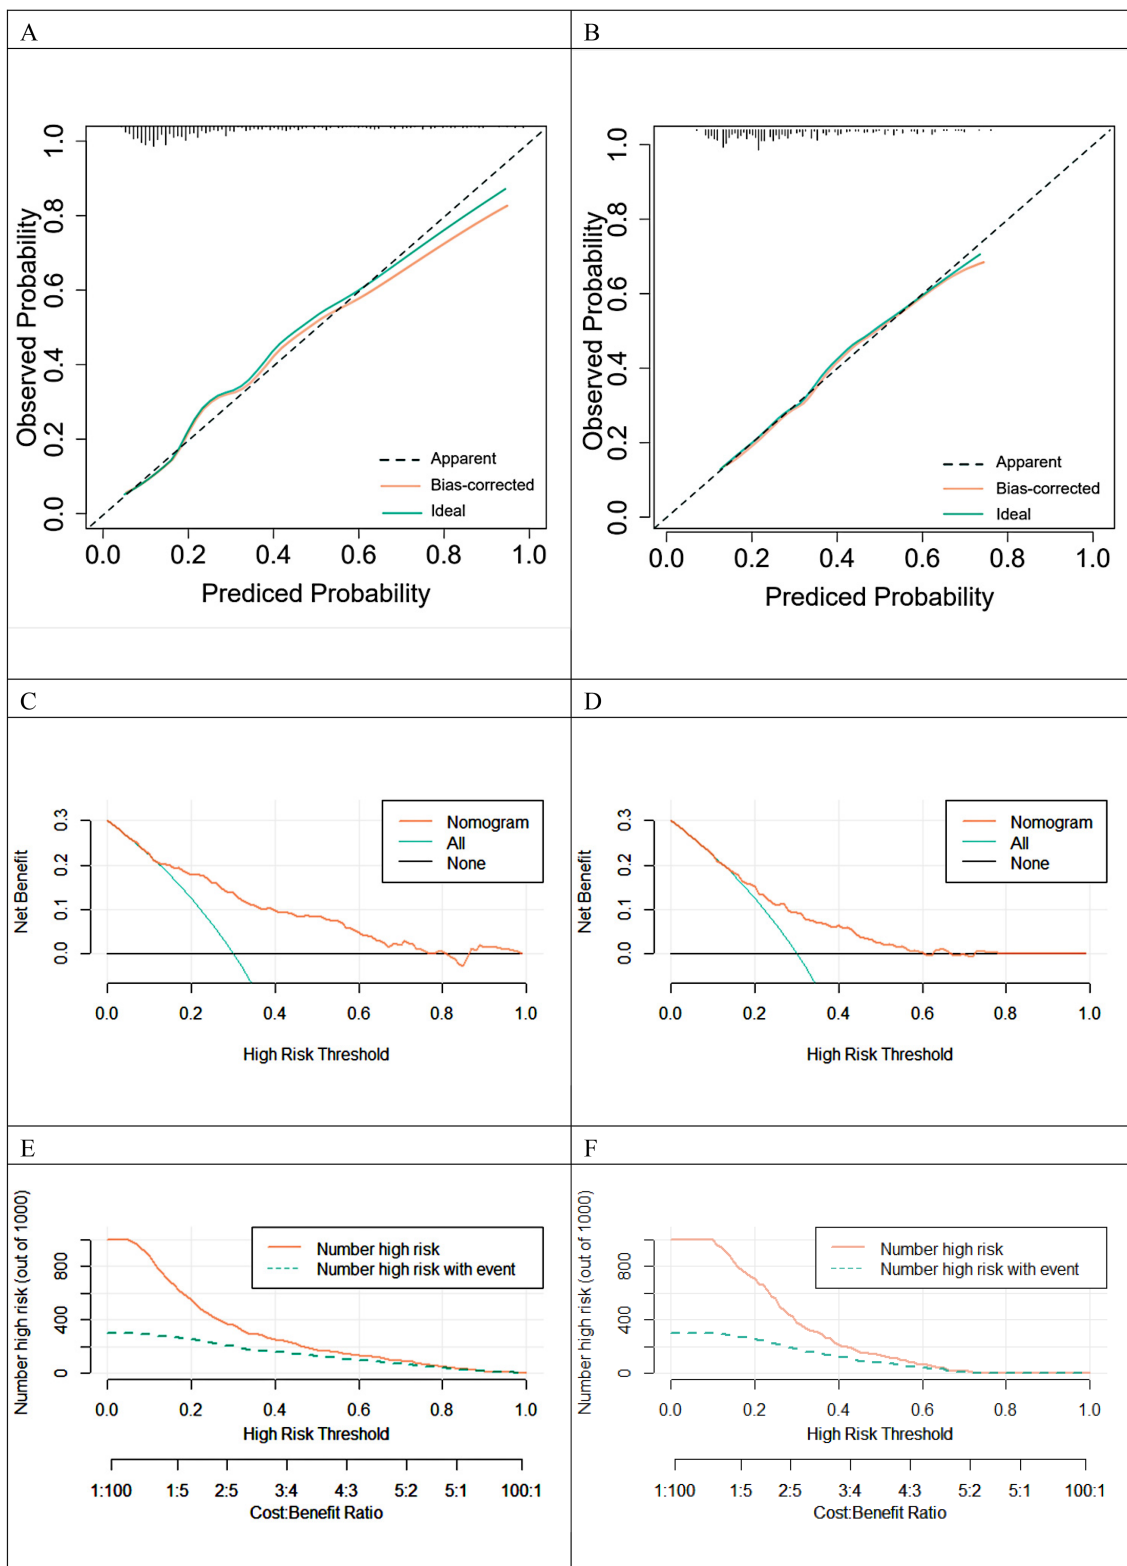 A
B
Observed Probability
1.0
0.8
0.6
0.4
0.2
0.0
Apparent
Bias-corrected
Ideal
0.0 0.2 0.4 0.6 0.8 1.0
Prediced Probability
Observed Probability
1.0
0.8
0.6
0.4
0.2
0.0
Apparent
Bias-corrected
Ideal
0.0 0.2 0.4 0.6 0.8 1.0
Prediced Probability
C
D
Net Benefit
0.3
0.2
0.1
0.0
Nomogram
All
None
0.0 0.2 0.4 0.6 0.8 1.0
High Risk Threshold
Net Benefit
0.3
0.2
0.1
0.0
Nomogram
All
None
0.0 0.2 0.4 0.6 0.8 1.0
High Risk Threshold
E
F
Number high risk (out of 1000)
800
400
0
Number high risk
Number high risk with event
0.0 0.2 0.4 0.6 0.8 1.0
High Risk Threshold
1:100 1:5 2:5 3:4 4:3 5:2 5:1 100:1
Cost:Benefit Ratio
Number high risk (out of 1000)
800
400
0
Number high risk
Number high risk with event
0.0 0.2 0.4 0.6 0.8 1.0
High Risk Threshold
1:100 1:5 2:5 3:4 4:3 5:2 5:1 100:1
Cost:Benefit Ratio